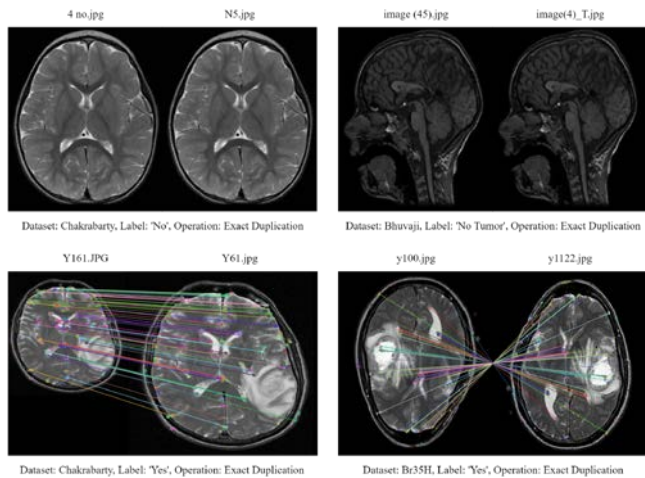 4 no.jpg N5.jpg image (45).jpg image(4)_T.jpg
Dataset: Chakrabarty, Label: 'No', Operation: Exact Duplication Dataset: Bhuvaji, Label: 'No Tumor', Operation: Exact Duplication
Y161.JPG Y61.jpg y100.jpg y1122.jpg
Dataset: Chakrabarty, Label: 'Yes', Operation: Exact Duplication Dataset: Br35H, Label: 'Yes', Operation: Exact Duplication